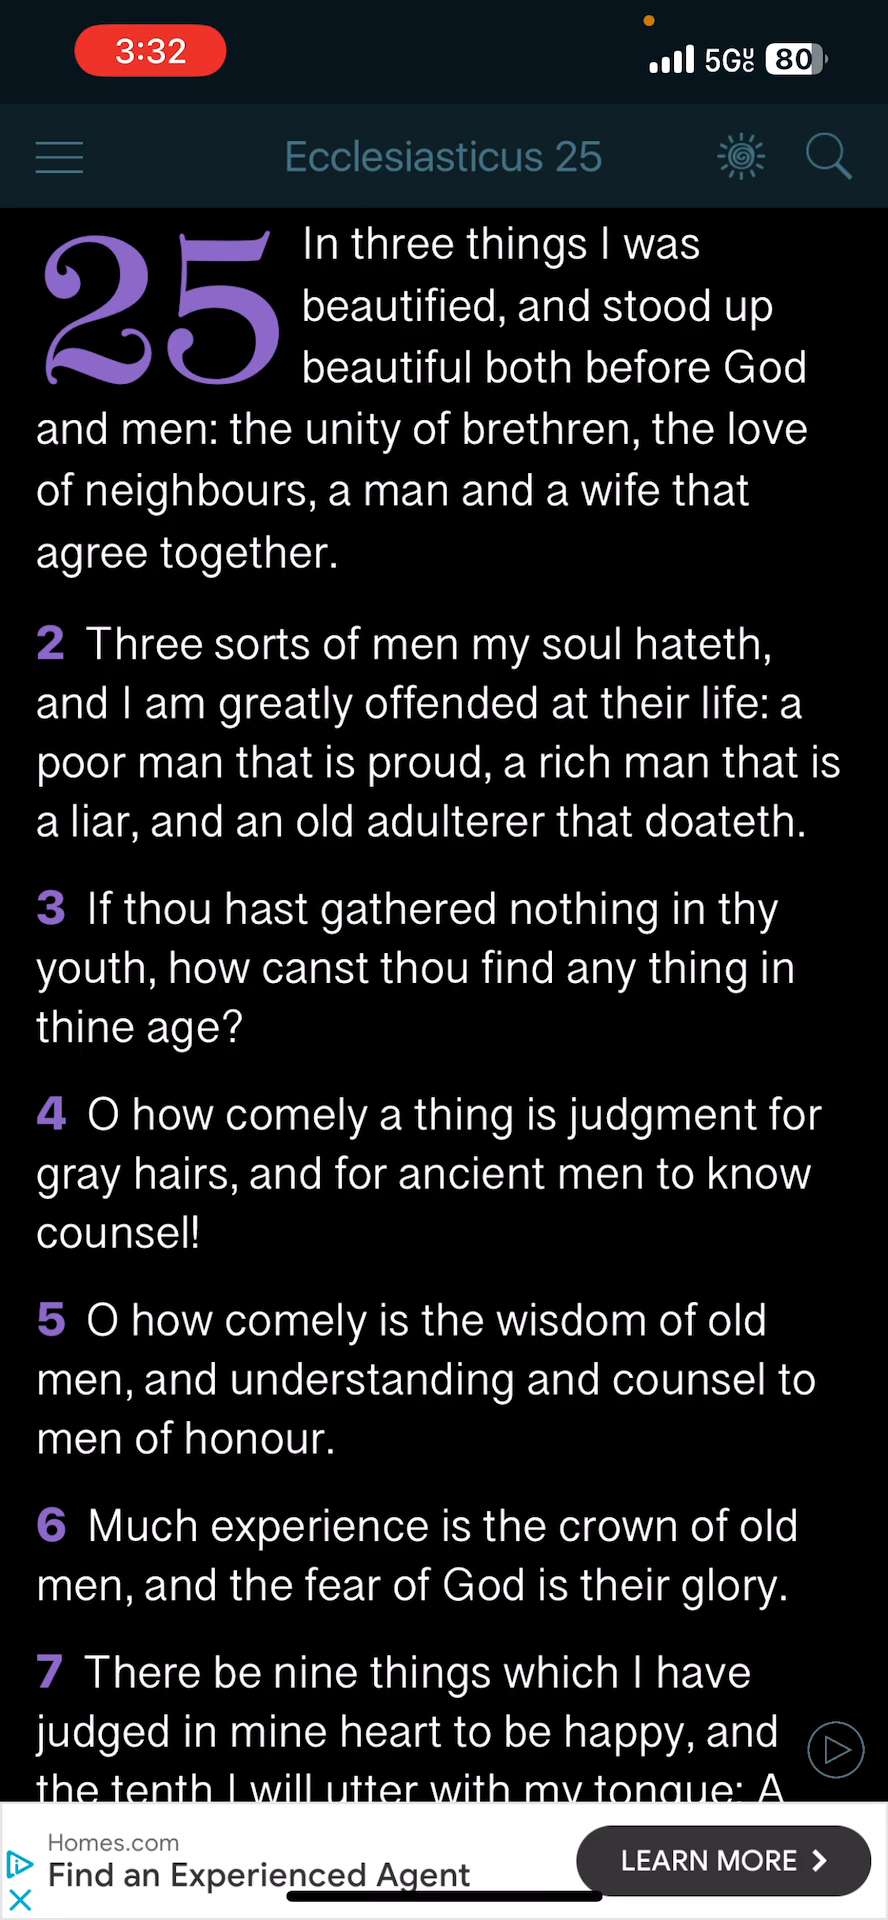 3:32
5G UC 80
Ecclesiasticus 25
25 In three things I was
beautified, and stood up
beautiful both before God
and men: the unity of brethren, the love
of neighbours, a man and a wife that
agree together.
2 Three sorts of men my soul hateth,
and I am greatly offended at their life: a
poor man that is proud, a rich man that is
a liar, and an old adulterer that doateth.
3 If thou hast gathered nothing in thy
youth, how canst thou find any thing in
thine age?
4 O how comely a thing is judgment for
gray hairs, and for ancient men to know
counsel!
5 O how comely is the wisdom of old
men, and understanding and counsel to
men of honour.
6 Much experience is the crown of old
men, and the fear of God is their glory.
7 There be nine things which I have
judged in mine heart to be happy, and
the tenth I will utter with my tongue: A
Homes.com
Find an Experienced Agent
LEARN MORE